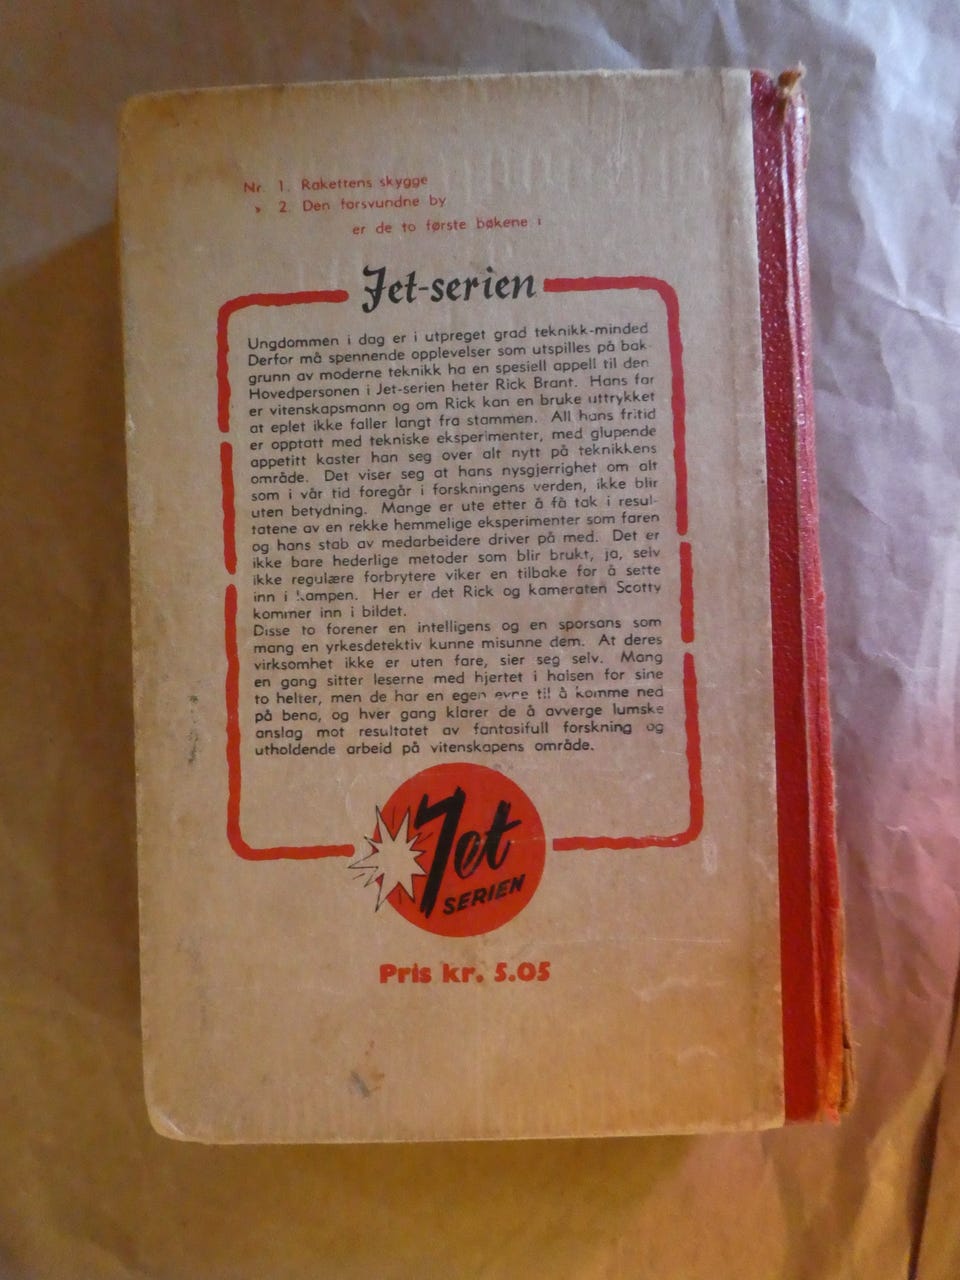 Nr. 1. Rakettens skygge
» 2. Den forsvundne by
er de to første bøkene i
Jet-serien
Ungdommen i dag er i utpreget grad teknikk-minded
Derfor må spennende opplevelser som utspilles på bak
grunn av moderne teknikk ha en spesiell appell til den
Hovedpersonen i Jet-serien heter Rick Brant. Hans far
er vitenskapsmann og om Rick kan en bruke uttrykket
at eplet ikke faller langt fra stammen. All hans fritid
er opptatt med tekniske eksperimenter, med glupende
appetitt kaster han seg over alt nytt på teknikkens
område. Det viser seg at hans nysgjerrighet om alt
som i vår tid foregår i forskningens verden, ikke blir
uten betydning. Mange er ute etter å få tak i resul-
tatene av en rekke hemmelige eksperimenter som faren
og hans stab av medarbeidere driver på med. Det er
ikke bare hederlige metoder som blir brukt, ja, selv
ikke regulære forbrytere viker en tilbake for å sette
inn i kampen. Her er det Rick og kameraten Scotty
kommer inn i bildet.
Disse to forener en intelligens og en sporsans som
mang en yrkesdetektiv kunne misunne dem. At deres
virksomhet ikke er uten fare, sier seg selv. Mang
en gang sitter leserne med hjertet i halsen for sine
to helter, men de har en egen evne til å komme ned
på bena, og hver gang klarer de å avverge lumske
anslag mot resultatet av fantasifull forskning og
utholdende arbeid på vitenskapens område.
Jet
SERIEN
Pris kr. 5.05